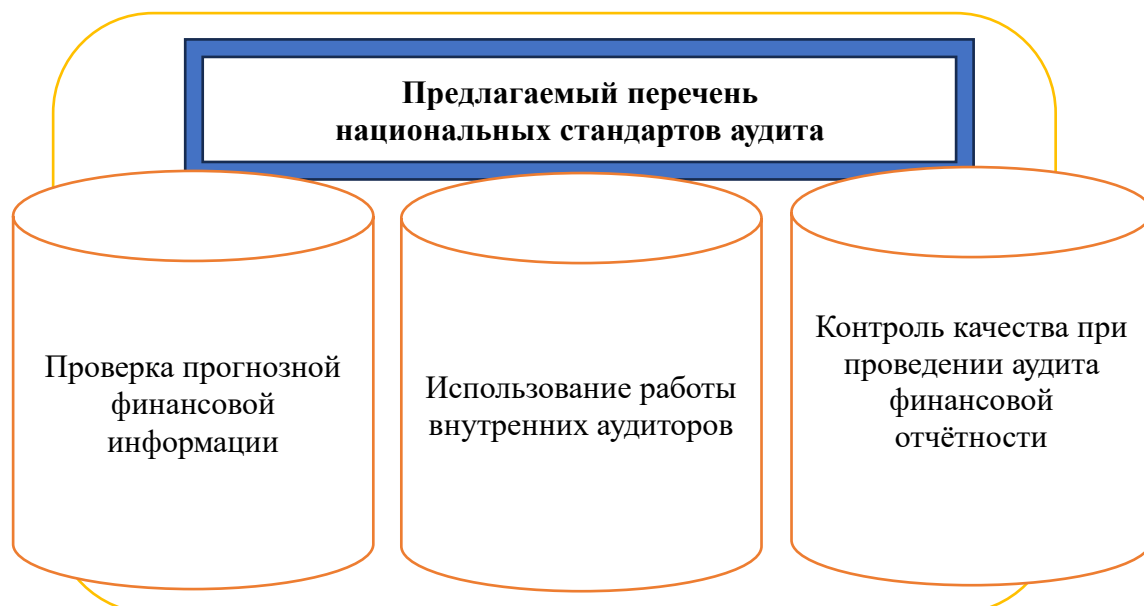 Предлагаемый перечень
национальных стандартов аудита
Проверка прогнозной
финансовой
информации
Использование работы
внутренних аудиторов
Контроль качества при
проведении аудита
финансовой
отчётности